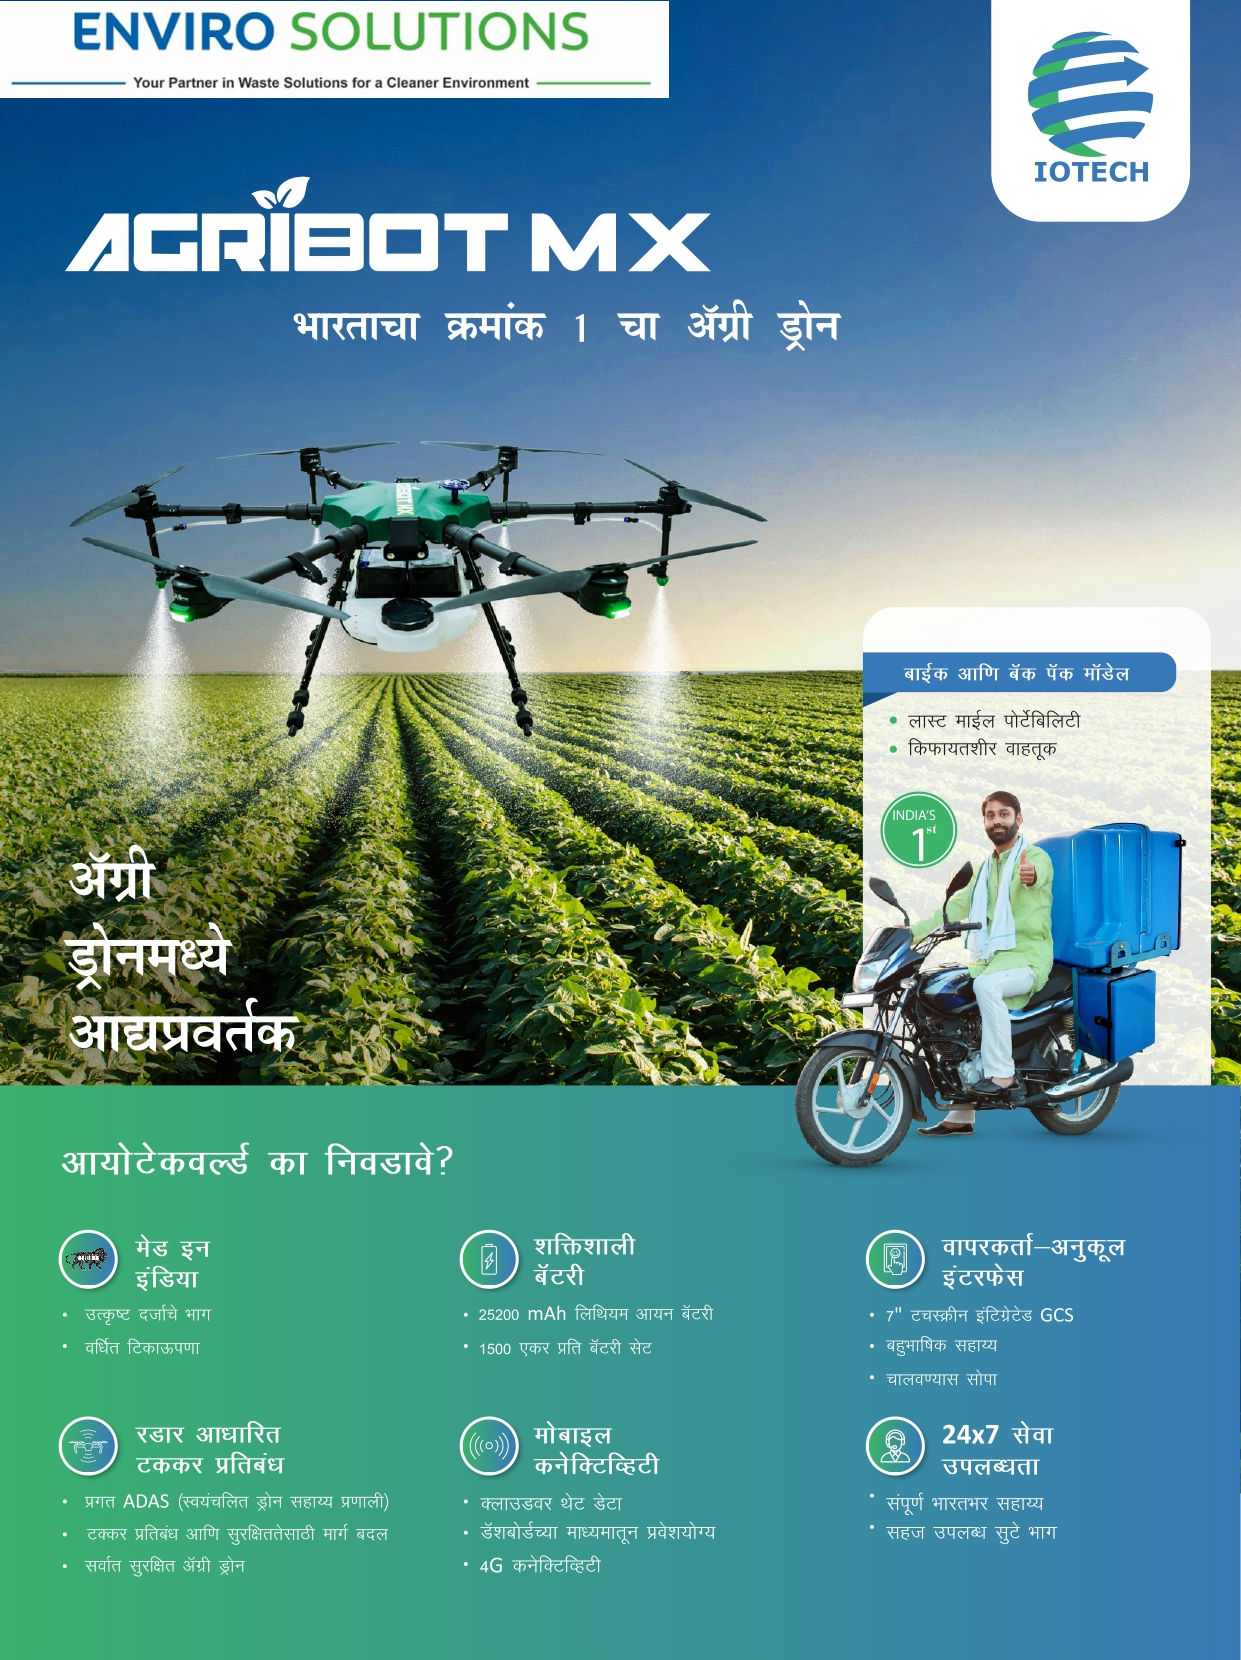 ENVIRO SOLUTIONS
Your Partner in Waste Solutions for a Cleaner Environment
IOTECH
AGRIBOT MX
भारताचा क्रमांक 1 चा ॲग्री ड्रोन
बाईक आणि बॅक पॅक मॉडेल
• लास्ट माईल पोर्टेबिलिटी
• किफायतशीर वाहतूक
INDIA'S
1st
ॲग्री
ड्रोनमध्ये
आद्यप्रवर्तक
आयोटेकवर्ल्ड का निवडावे?
मेड इन
इंडिया
• उत्कृष्ट दर्जाचे भाग
• वर्धित टिकाऊपणा
शक्तिशाली
बॅटरी
• 25200 mAh लिथियम आयन बॅटरी
• 1500 एकर प्रति बॅटरी सेट
वापरकर्ता–अनुकूल
इंटरफेस
• 7" टचस्क्रीन इंटिग्रेटेड GCS
• बहुभाषिक सहाय्य
• चालवण्यास सोपा
रडार आधारित
टककर प्रतिबंध
• प्रगत ADAS (स्वयंचलित ड्रोन सहाय्य प्रणाली)
• टक्कर प्रतिबंध आणि सुरक्षिततेसाठी मार्ग बदल
• सर्वात सुरक्षित ॲग्री ड्रोन
मोबाइल
कनेक्टिव्हिटी
• क्लाउडवर थेट डेटा
• डॅशबोर्डच्या माध्यमातून प्रवेशयोग्य
• 4G कनेक्टिव्हिटी
24x7 सेवा
उपलब्धता
• संपूर्ण भारतभर सहाय्य
• सहज उपलब्ध सुटे भाग